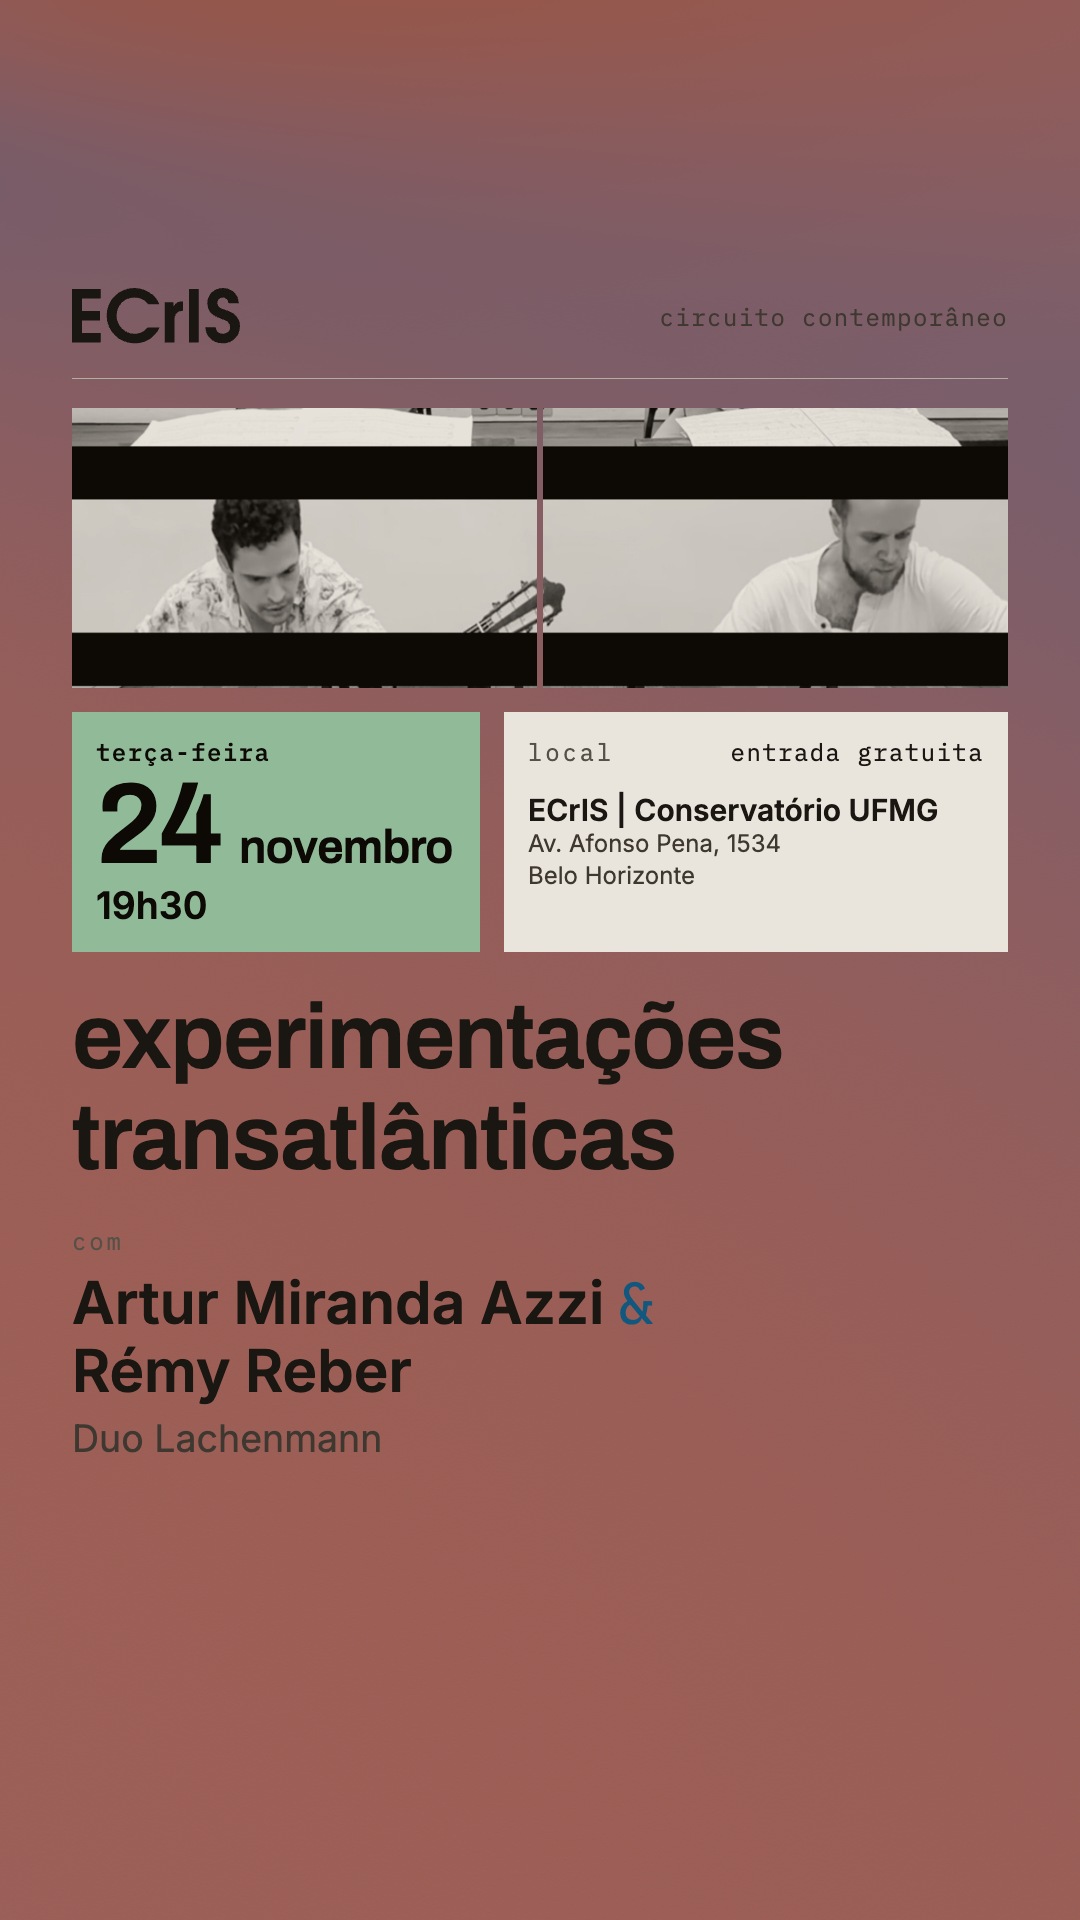 ECrIS
circuito contemporâneo
terça-feira
24 novembro
19h30
local
entrada gratuita
ECrIS | Conservatório UFMG
Av. Afonso Pena, 1534
Belo Horizonte
experimentações
transatlânticas
com
Artur Miranda Azzi &
Rémy Reber
Duo Lachenmann